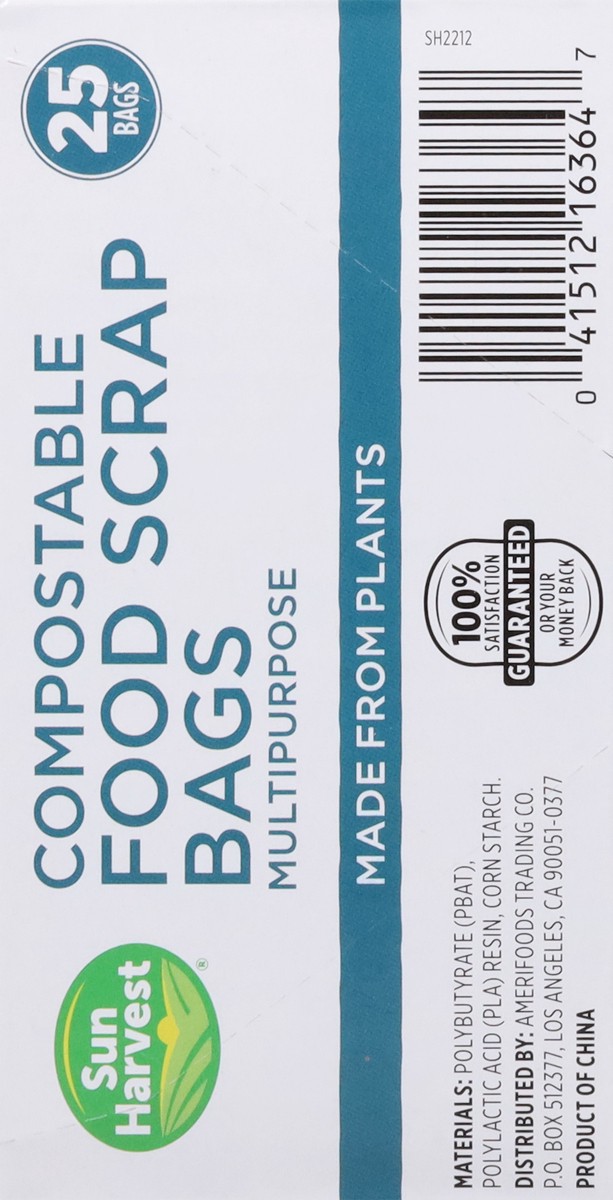 Sun
Harvest
®
COMPOSTABLE
FOOD SCRAP
BAGS
MULTIPURPOSE
25
BAGS
MADE FROM PLANTS
MATERIALS: POLYBUTYRATE (PBAT),
POLYLACTIC ACID (PLA) RESIN, CORN STARCH.
DISTRIBUTED BY: AMERIFOODS TRADING CO.
P.O. BOX 512377, LOS ANGELES, CA 90051-0377
PRODUCT OF CHINA
100%
SATISFACTION
GUARANTEED
OR YOUR
MONEY BACK
SH2212
0 41512 16364 7